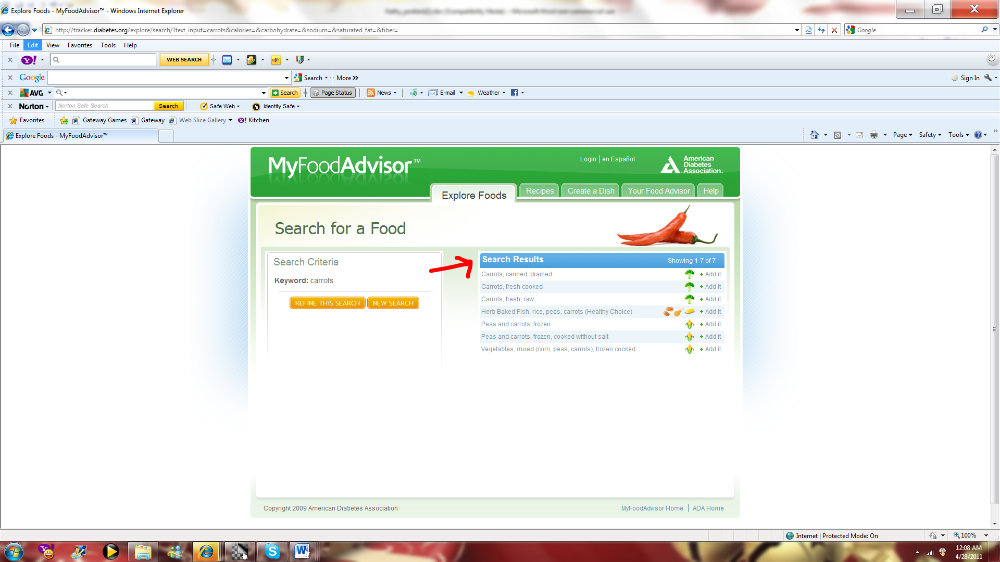 Explore Foods - MyFoodAdvisor™ - Windows Internet Explorer
http://tracker.diabetes.org/explore/search/?text_input=carrots&calories=&carbohydrate=&sodium=&saturated_fat=&fiber=
Google
File Edit View Favorites Tools Help
Y! WEB SEARCH
Google Search More >> Sign In
AVG Search Page Status News E-mail Weather
Norton Norton Safe Search Search Safe Web Identity Safe
Favorites Gateway Games Gateway Web Slice Gallery Y! Kitchen
Explore Foods - MyFoodAdvisor™ Page Safety Tools
MyFoodAdvisor™ Login | en Español American
Diabetes
Association.
Explore Foods Recipes Create a Dish Your Food Advisor Help
Search for a Food
Search Criteria
Keyword: carrots
REFINE THIS SEARCH NEW SEARCH
Search Results Showing 1-7 of 7
Carrots, canned, drained + Add it
Carrots, fresh cooked + Add it
Carrots, fresh, raw + Add it
Herb Baked Fish, rice, peas, carrots (Healthy Choice) + Add it
Peas and carrots, frozen + Add it
Peas and carrots, frozen, cooked without salt + Add it
Vegetables, mixed (corn, peas, carrots), frozen cooked + Add it
Copyright 2009 American Diabetes Association MyFoodAdvisor Home | ADA Home
Internet | Protected Mode: On 100%
12:08 AM
4/28/2011